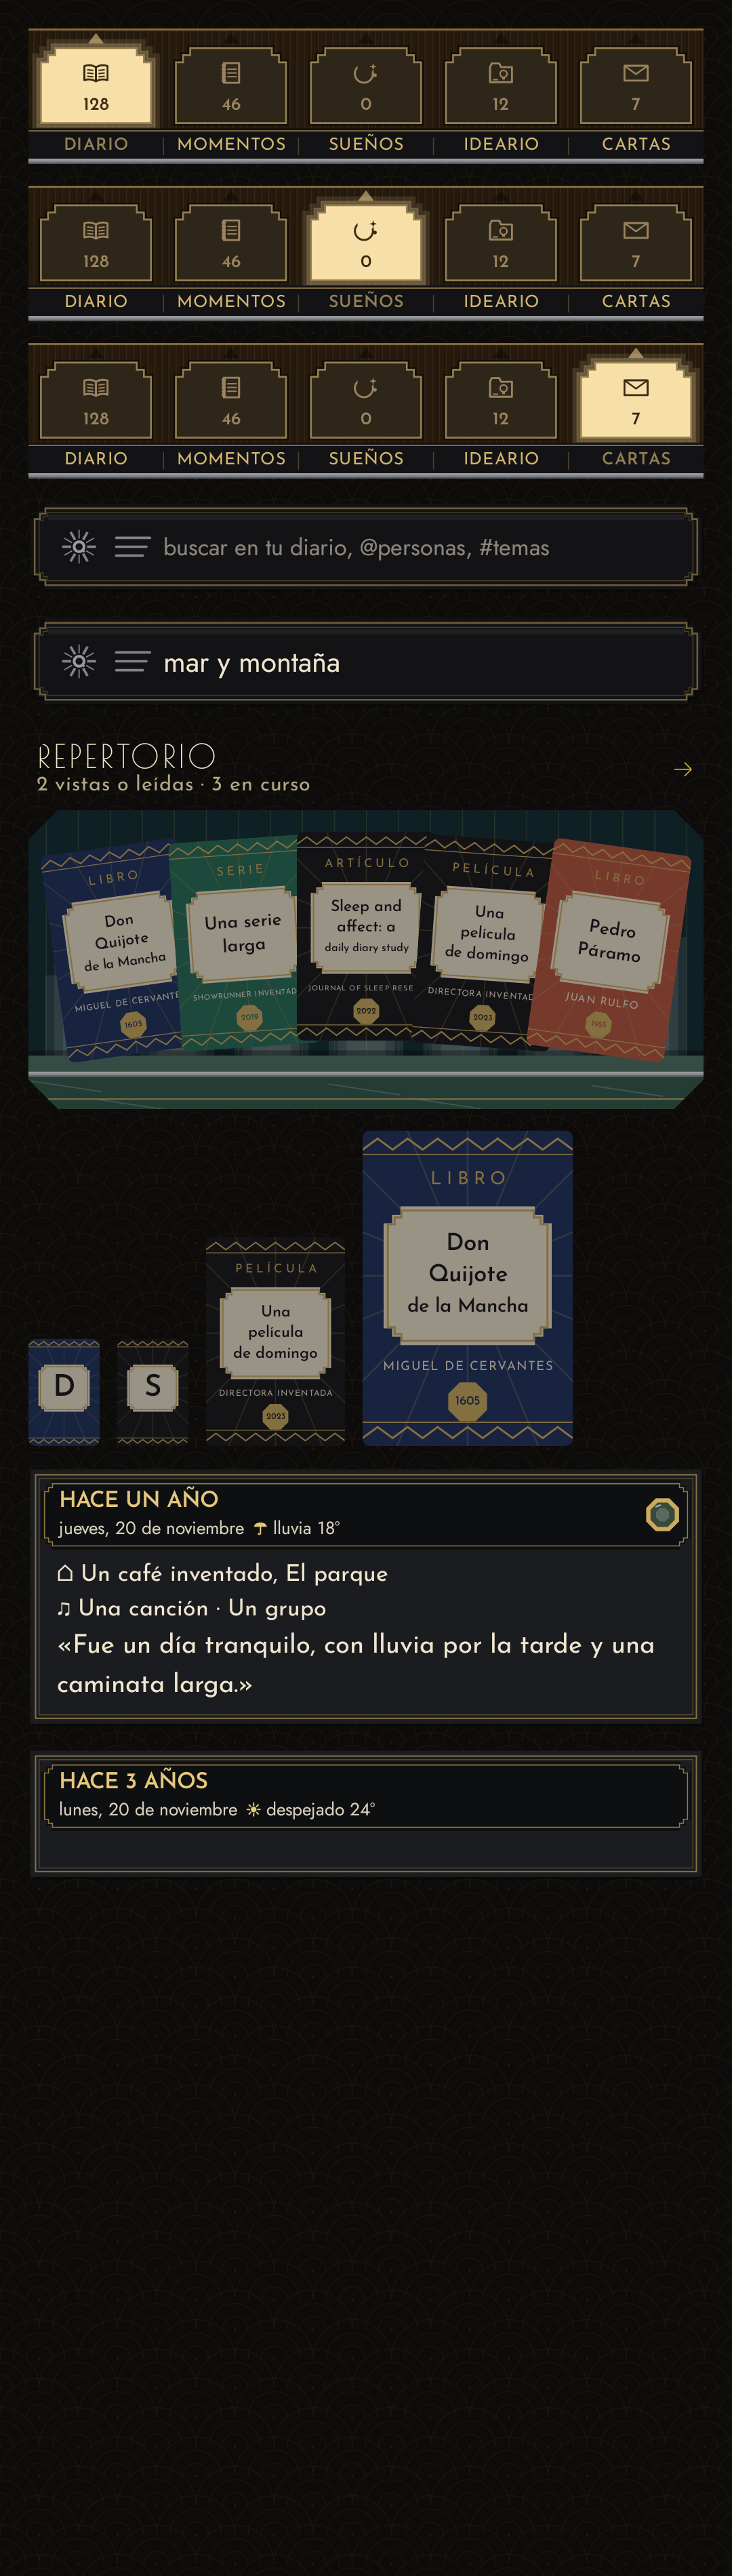 128 46 0 12 7
DIARIO MOMENTOS SUEÑOS IDEARIO CARTAS
128 46 0 12 7
DIARIO MOMENTOS SUEÑOS IDEARIO CARTAS
128 46 0 12 7
DIARIO MOMENTOS SUEÑOS IDEARIO CARTAS
buscar en tu diario, @personas, #temas
mar y montaña
REPERTORIO
2 vistas o leídas · 3 en curso
LIBRO
Don
Quijote
de la Mancha
MIGUEL DE CERVANTE
1605
SERIE
Una serie
larga
SHOWRUNNER INVENTAD
2019
ARTÍCULO
Sleep and
affect: a
daily diary study
JOURNAL OF SLEEP RESE
2022
PELÍCULA
Una
película
de domingo
DIRECTORA INVENTAD
2023
LIBRO
Pedro
Páramo
JUAN RULFO
1955
D
S
PELÍCULA
Una
película
de domingo
DIRECTORA INVENTADA
2023
LIBRO
Don
Quijote
de la Mancha
MIGUEL DE CERVANTES
1605
HACE UN AÑO
jueves, 20 de noviembre ☂ lluvia 18°
Un café inventado, El parque
♫ Una canción · Un grupo
«Fue un día tranquilo, con lluvia por la tarde y una
caminata larga.»
HACE 3 AÑOS
lunes, 20 de noviembre ☀ despejado 24°